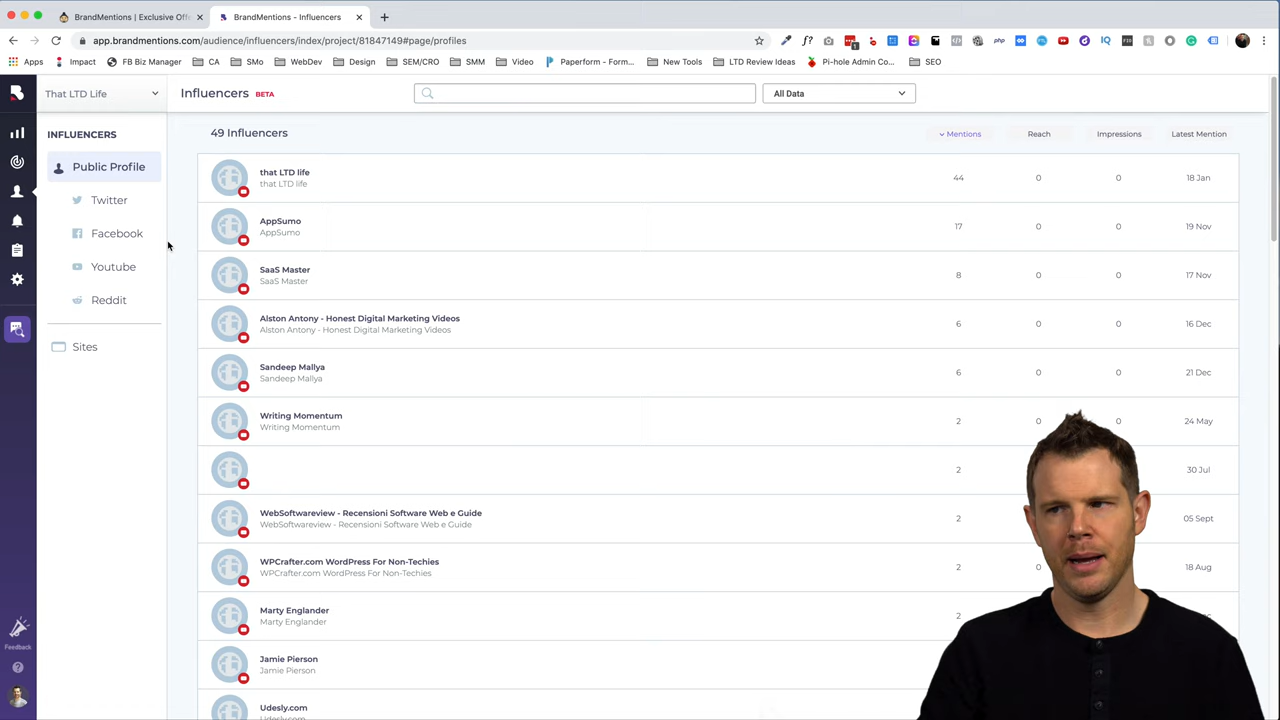 BrandMentions | Exclusive Off
BrandMentions - Influencers
app.brandmentions.com/audience/influencers/index/project/81847149#page/profiles
Apps
Impact
FB Biz Manager
CA
SMo
WebDev
Design
SEM/CRO
SMM
Video
Paperform - Form...
New Tools
LTD Review Ideas
Pi-hole Admin Co...
SEO
That LTD Life
Influencers BETA
All Data
INFLUENCERS
Public Profile
Twitter
Facebook
Youtube
Reddit
Sites
Feedback
49 Influencers
Mentions
Reach
Impressions
Latest Mention
that LTD life
that LTD life
44
0
0
18 Jan
AppSumo
AppSumo
17
0
0
19 Nov
SaaS Master
SaaS Master
8
0
0
17 Nov
Alston Antony - Honest Digital Marketing Videos
Alston Antony - Honest Digital Marketing Videos
6
0
0
16 Dec
Sandeep Mallya
Sandeep Mallya
6
0
0
21 Dec
Writing Momentum
Writing Momentum
2
0
0
24 May
2
30 Jul
WebSoftwareview - Recensioni Software Web e Guide
WebSoftwareview - Recensioni Software Web e Guide
2
05 Sept
WPCrafter.com WordPress For Non-Techies
WPCrafter.com WordPress For Non-Techies
2
0
18 Aug
Marty Englander
Marty Englander
2
Jamie Pierson
Jamie Pierson
Udesly.com
Udesly.com